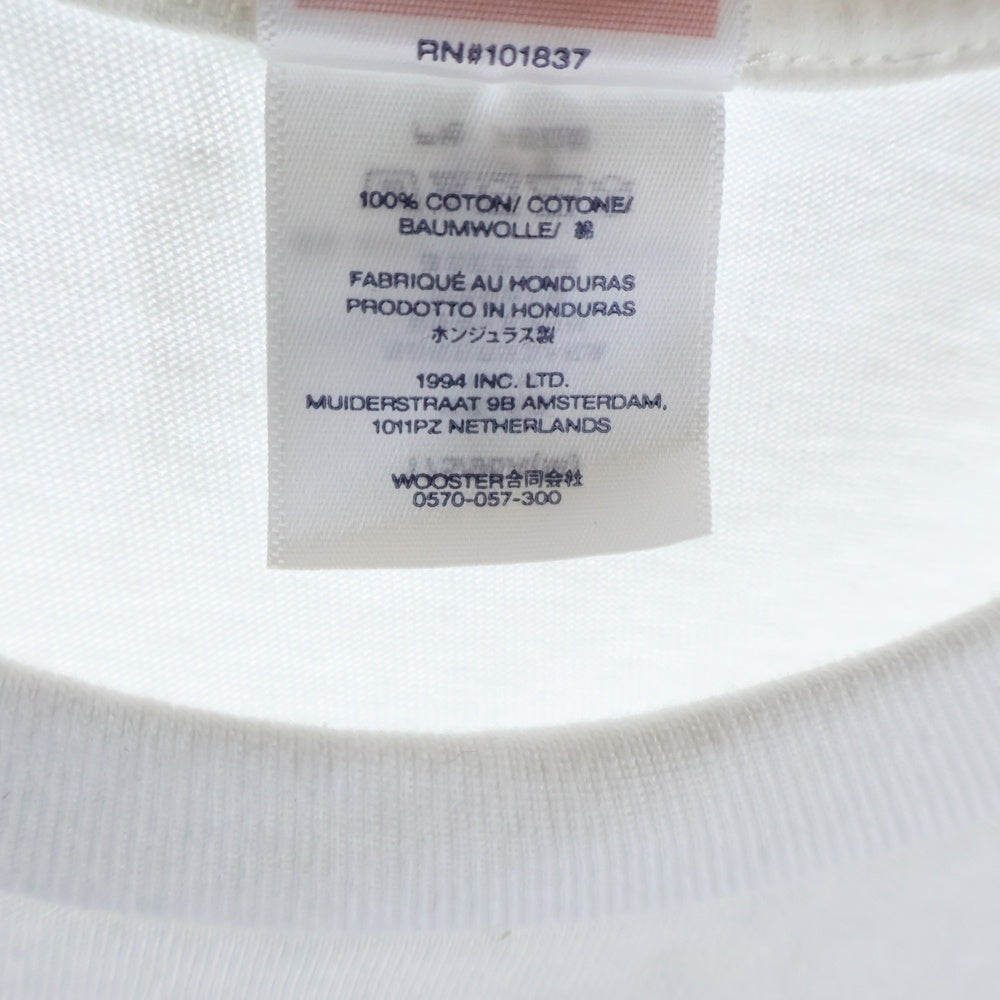 RN#101837
100% COTON/ COTONE/
BAUMWOLLE/ 綿
FABRIQUÉ AU HONDURAS
PRODOTTO IN HONDURAS
ホンジュラス製
1994 INC. LTD.
MUIDERSTRAAT 9B AMSTERDAM,
1011PZ NETHERLANDS
WOOSTER合同会社
0570-057-300